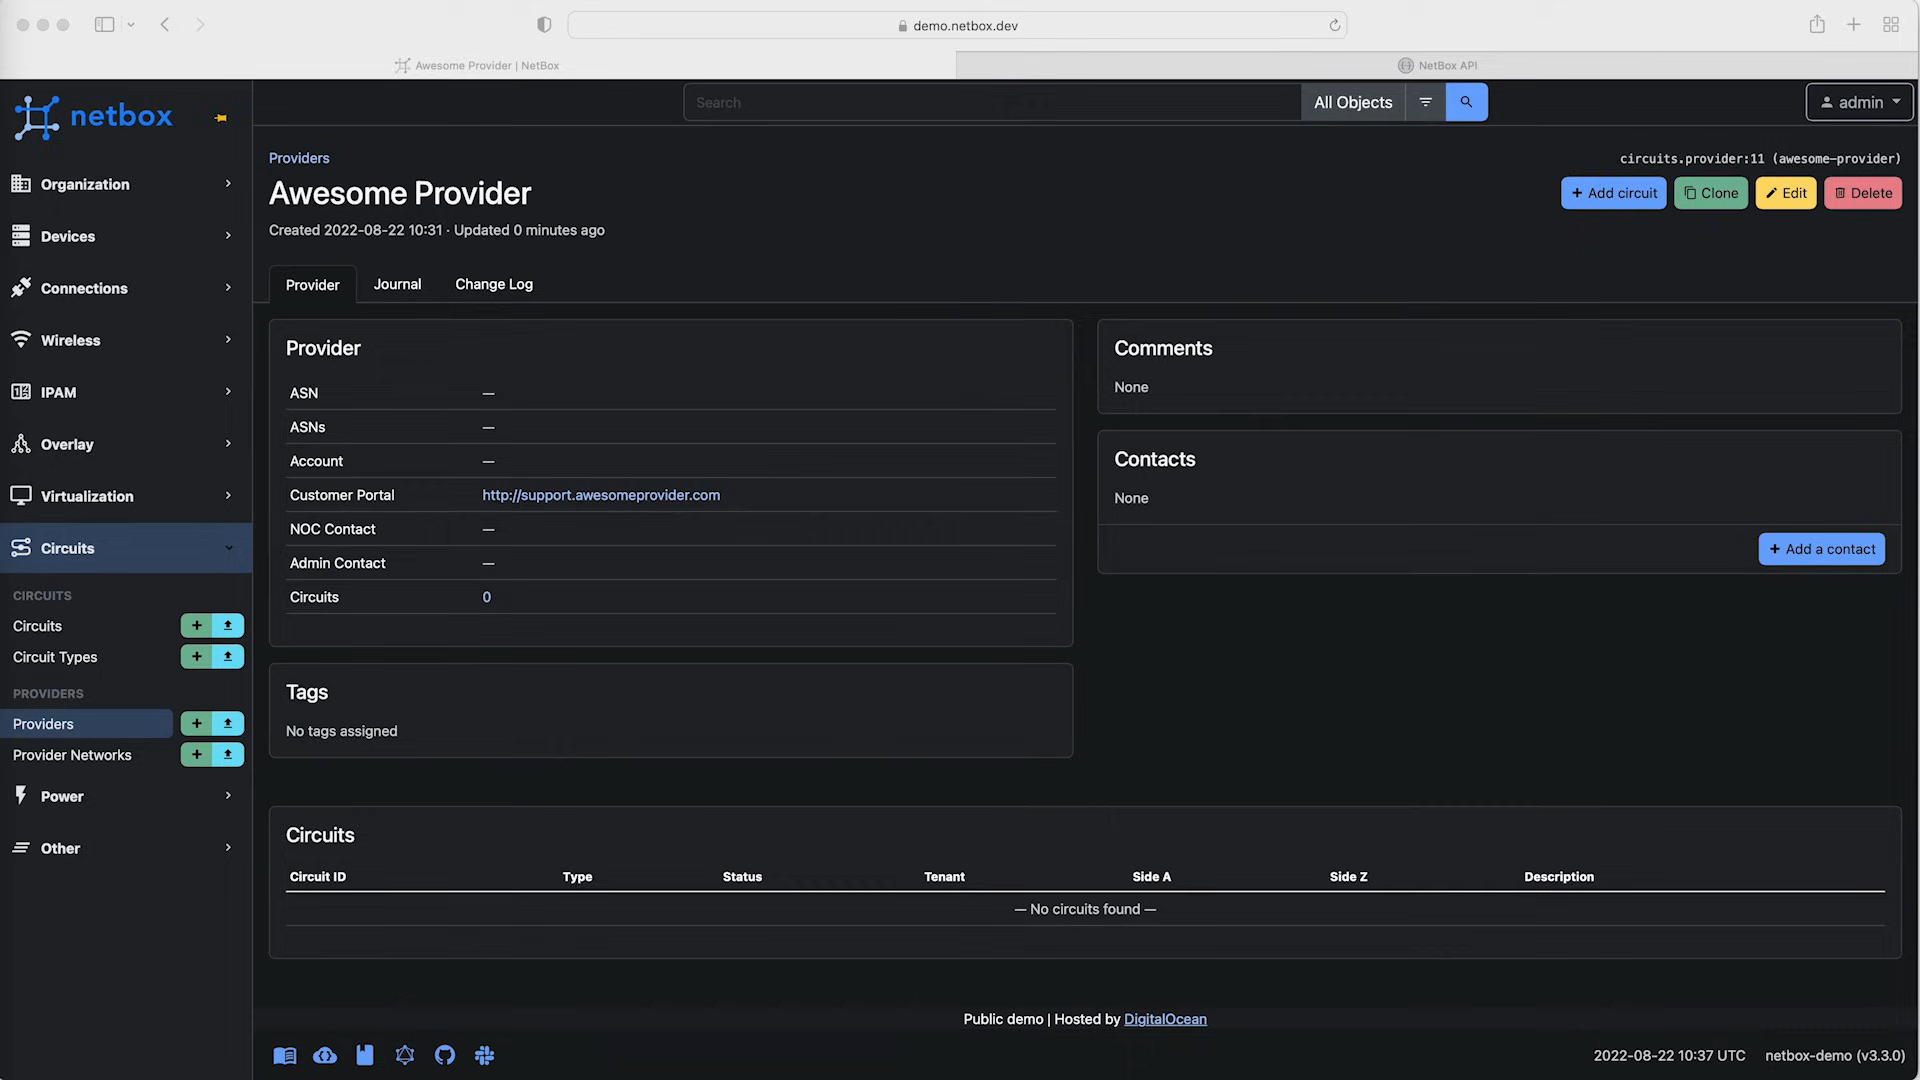 demo.netbox.dev
Awesome Provider | NetBox
NetBox API
netbox
Search
All Objects
admin
Organization
Devices
Connections
Wireless
IPAM
Overlay
Virtualization
Circuits
CIRCUITS
Circuits
Circuit Types
PROVIDERS
Providers
Provider Networks
Power
Other
Providers
circuits.provider:11 (awesome-provider)
Awesome Provider
+ Add circuit
Clone
Edit
Delete
Created 2022-08-22 10:31 · Updated 0 minutes ago
Provider
Journal
Change Log
Provider
ASN —
ASNs —
Account —
Customer Portal http://support.awesomeprovider.com
NOC Contact —
Admin Contact —
Circuits 0
Comments
None
Contacts
None
+ Add a contact
Tags
No tags assigned
Circuits
Circuit ID Type Status Tenant Side A Side Z Description
— No circuits found —
Public demo | Hosted by DigitalOcean
2022-08-22 10:37 UTC netbox-demo (v3.3.0)